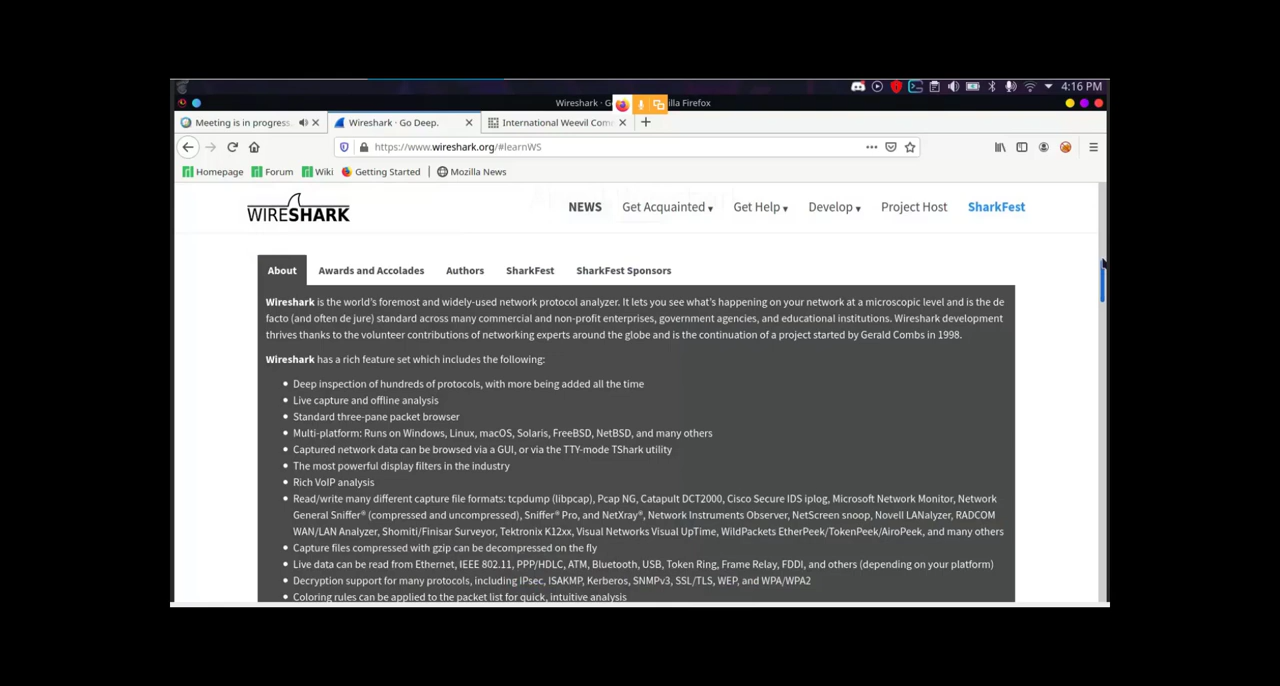 4:16 PM
Wireshark · Go
lla Firefox
Meeting is in progress.
Wireshark · Go Deep.
International Weevil Com
https://www.wireshark.org/#learnWS
Homepage Forum Wiki Getting Started Mozilla News
WIRESHARK
NEWS Get Acquainted Get Help Develop Project Host SharkFest
About Awards and Accolades Authors SharkFest SharkFest Sponsors
Wireshark is the world's foremost and widely-used network protocol analyzer. It lets you see what's happening on your network at a microscopic level and is the de
facto (and often de jure) standard across many commercial and non-profit enterprises, government agencies, and educational institutions. Wireshark development
thrives thanks to the volunteer contributions of networking experts around the globe and is the continuation of a project started by Gerald Combs in 1998.
Wireshark has a rich feature set which includes the following:
• Deep inspection of hundreds of protocols, with more being added all the time
• Live capture and offline analysis
• Standard three-pane packet browser
• Multi-platform: Runs on Windows, Linux, macOS, Solaris, FreeBSD, NetBSD, and many others
• Captured network data can be browsed via a GUI, or via the TTY-mode TShark utility
• The most powerful display filters in the industry
• Rich VoIP analysis
• Read/write many different capture file formats: tcpdump (libpcap), Pcap NG, Catapult DCT2000, Cisco Secure IDS iplog, Microsoft Network Monitor, Network
General Sniffer® (compressed and uncompressed), Sniffer® Pro, and NetXray®, Network Instruments Observer, NetScreen snoop, Novell LANalyzer, RADCOM
WAN/LAN Analyzer, Shomiti/Finisar Surveyor, Tektronix K12xx, Visual Networks Visual UpTime, WildPackets EtherPeek/TokenPeek/AiroPeek, and many others
• Capture files compressed with gzip can be decompressed on the fly
• Live data can be read from Ethernet, IEEE 802.11, PPP/HDLC, ATM, Bluetooth, USB, Token Ring, Frame Relay, FDDI, and others (depending on your platform)
• Decryption support for many protocols, including IPsec, ISAKMP, Kerberos, SNMPv3, SSL/TLS, WEP, and WPA/WPA2
• Coloring rules can be applied to the packet list for quick, intuitive analysis